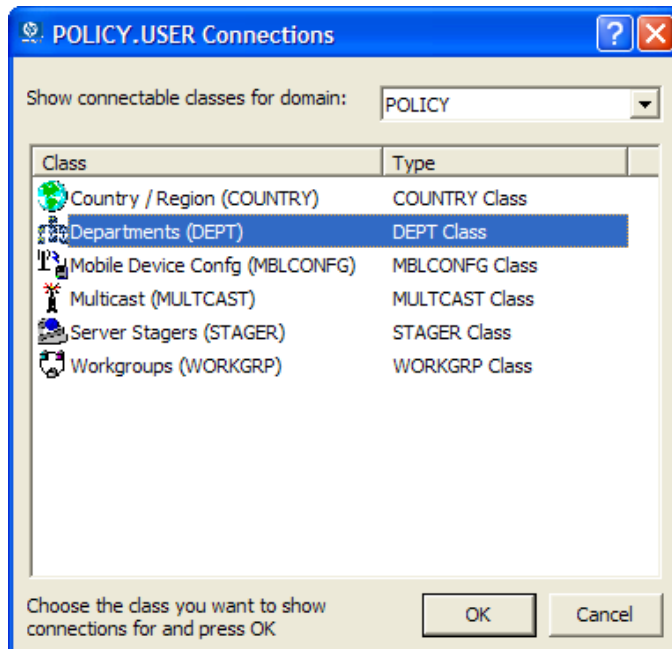 POLICY.USER Connections
Show connectable classes for domain: POLICY
Class Type
Country / Region (COUNTRY) COUNTRY Class
Departments (DEPT) DEPT Class
Mobile Device Confg (MBLCONFG) MBLCONFG Class
Multicast (MULTCAST) MULTCAST Class
Server Stagers (STAGER) STAGER Class
Workgroups (WORKGRP) WORKGRP Class
Choose the class you want to show
connections for and press OK
OK Cancel